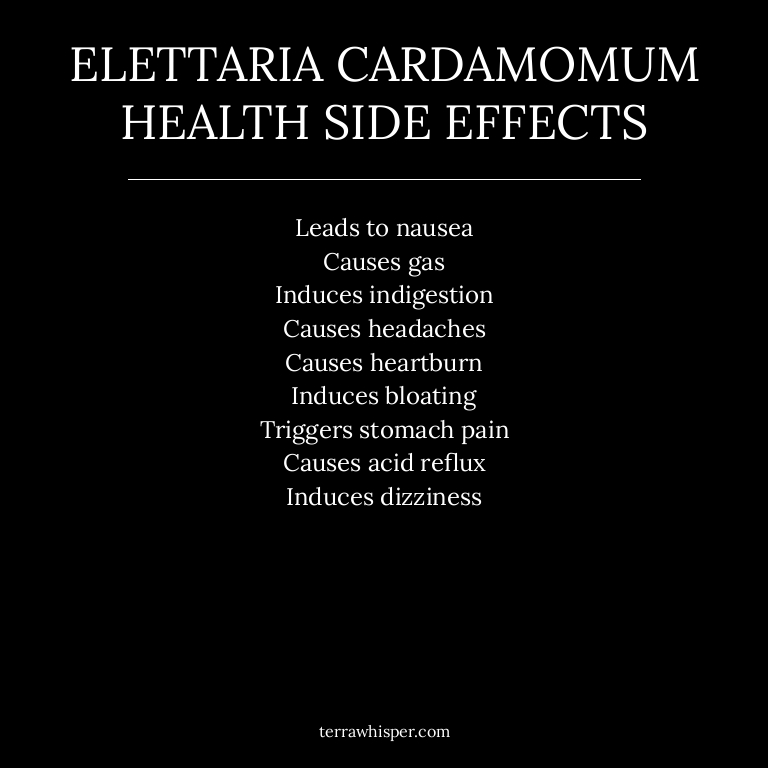 ELETTARIA CARDAMOMUM
HEALTH SIDE EFFECTS
Leads to nausea
Causes gas
Induces indigestion
Causes headaches
Causes heartburn
Induces bloating
Triggers stomach pain
Causes acid reflux
Induces dizziness
terrawhisper.com